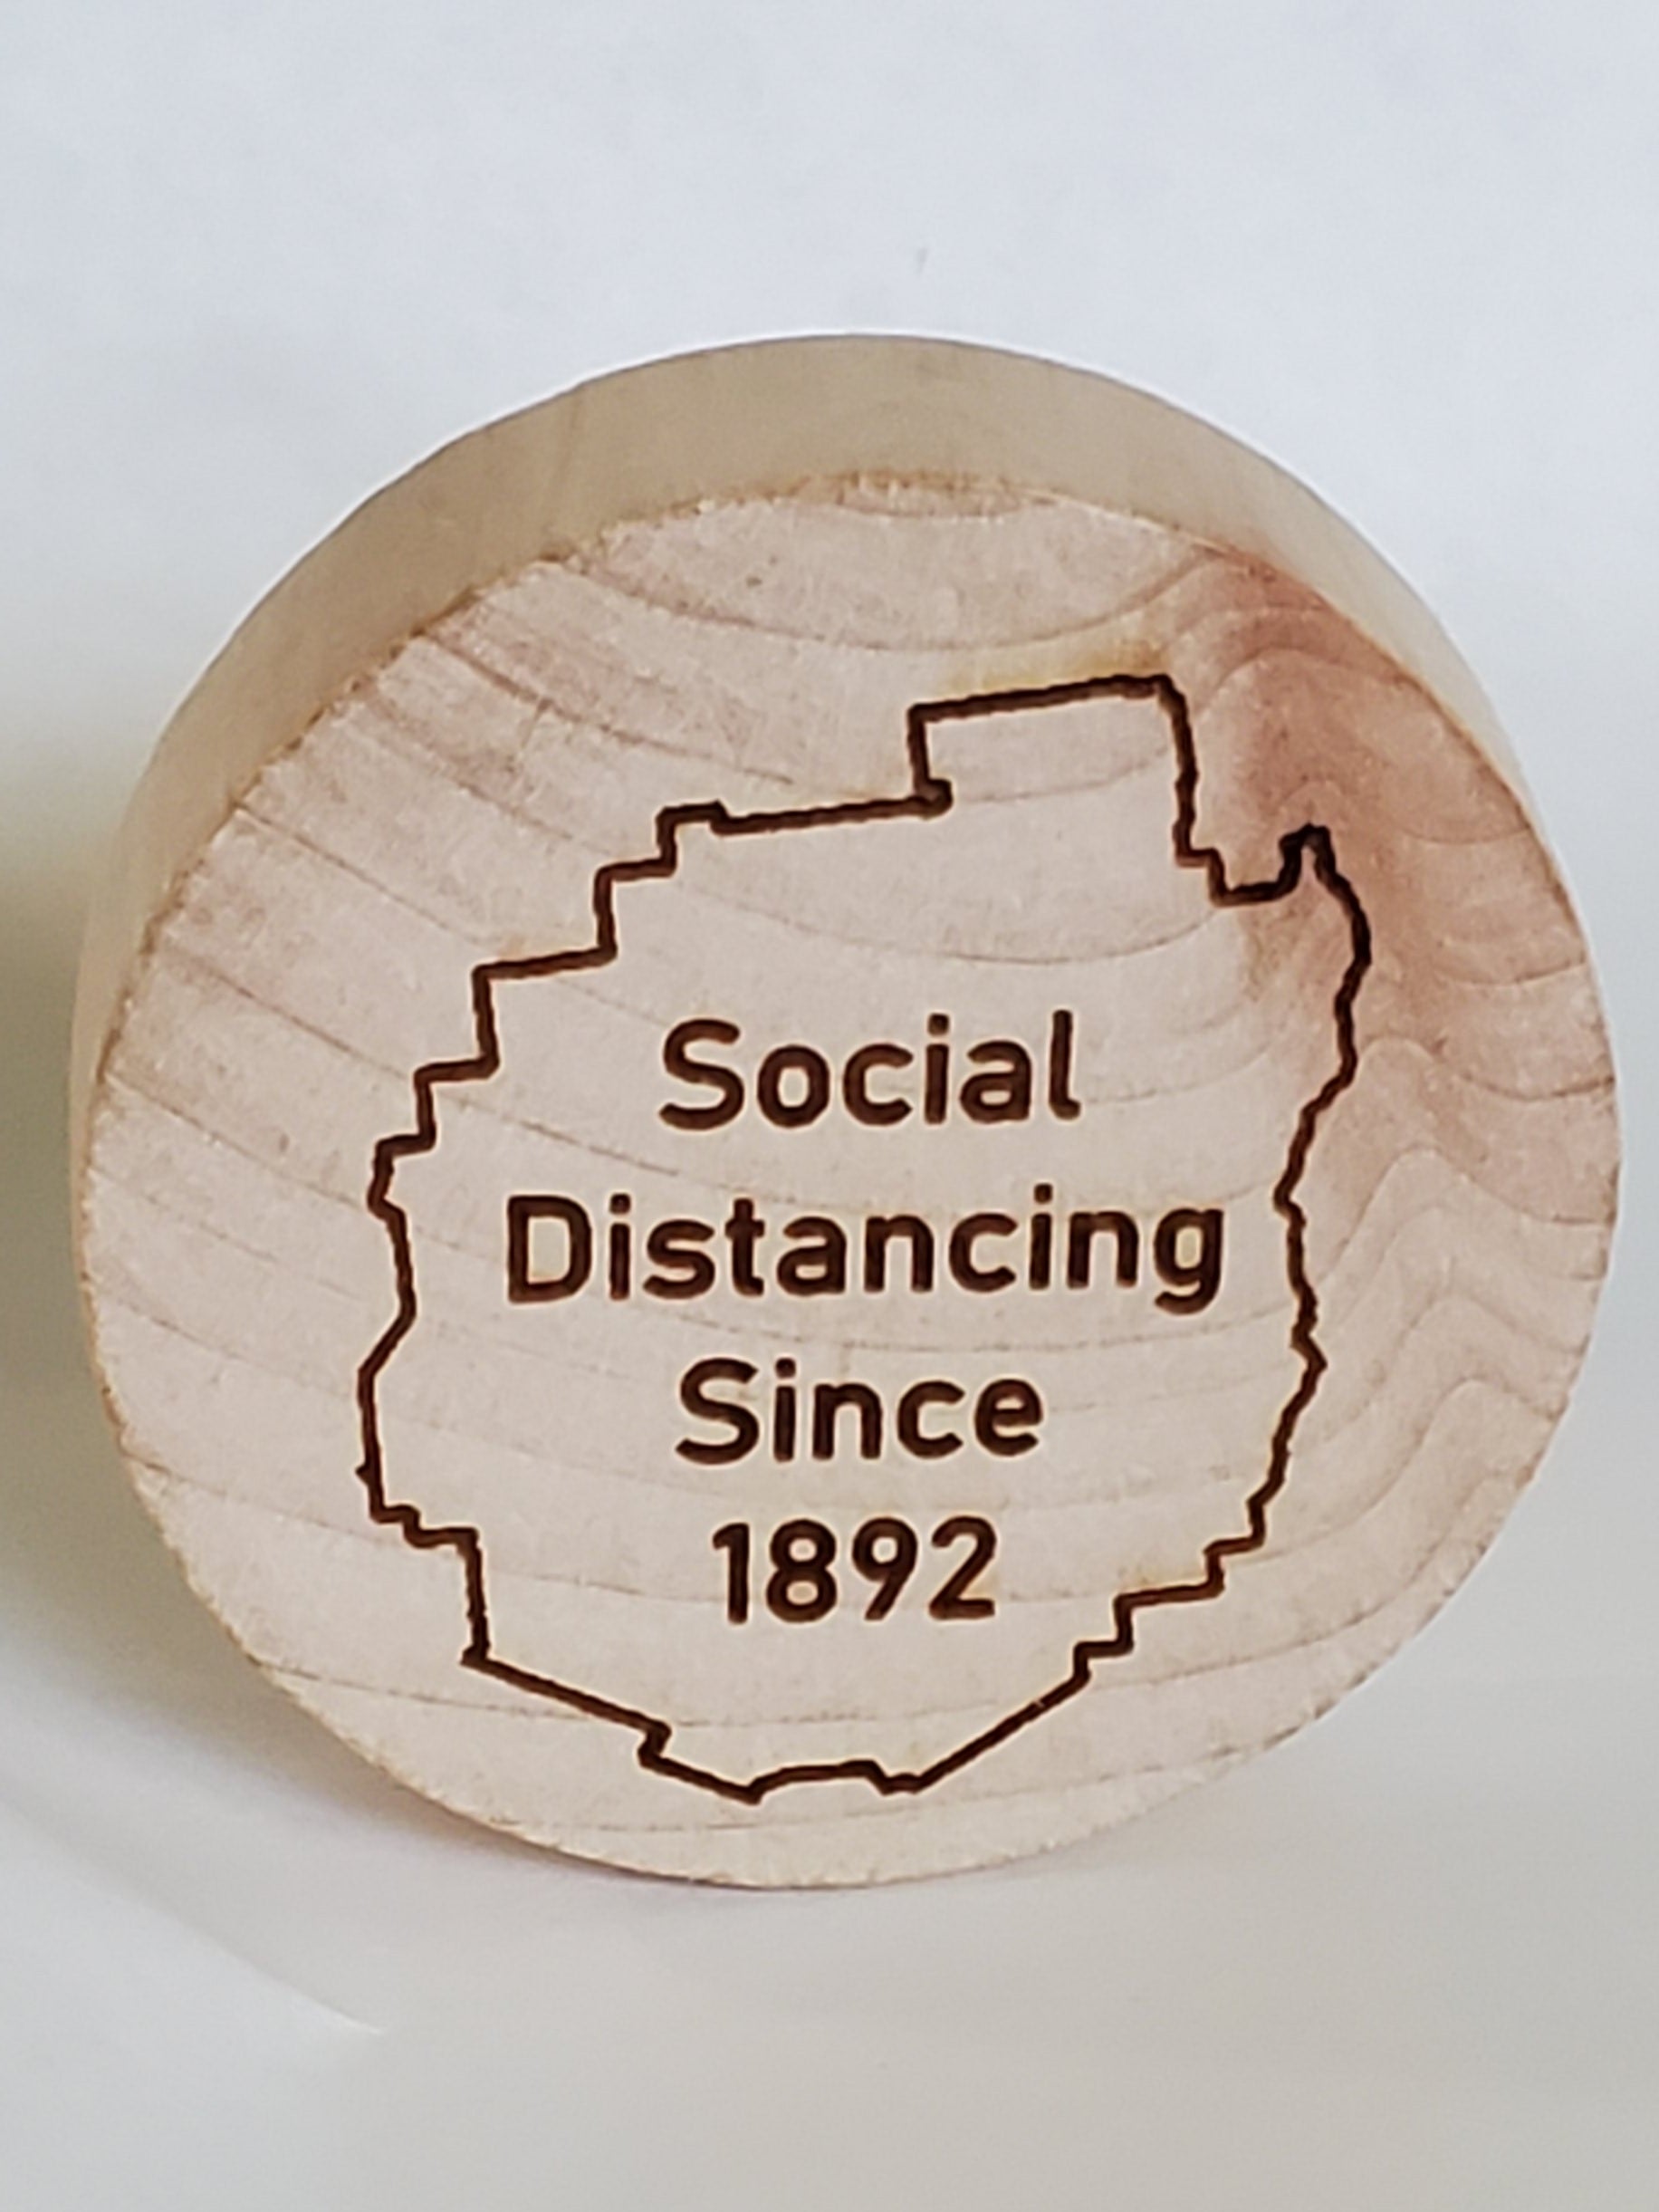 Social
Distancing
Since
1892